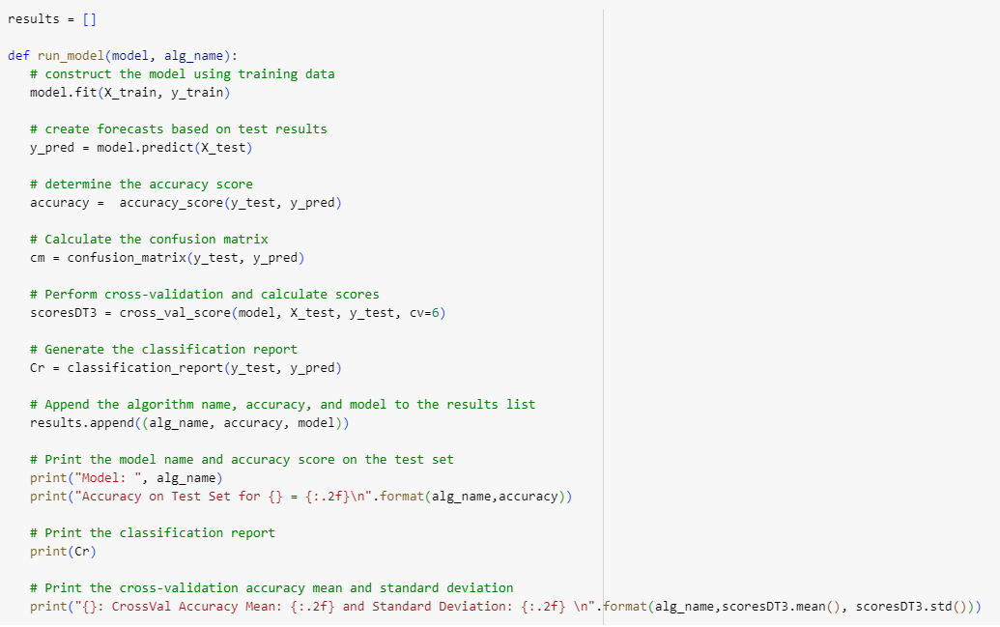 results = []
def run_model(model, alg_name):
# construct the model using training data
model.fit(X_train, y_train)
# create forecasts based on test results
y_pred = model.predict(X_test)
# determine the accuracy score
accuracy =  accuracy_score(y_test, y_pred)
# Calculate the confusion matrix
cm = confusion_matrix(y_test, y_pred)
# Perform cross-validation and calculate scores
scoresDT3 = cross_val_score(model, X_test, y_test, cv=6)
# Generate the classification report
Cr = classification_report(y_test, y_pred)
# Append the algorithm name, accuracy, and model to the results list
results.append((alg_name, accuracy, model))
# Print the model name and accuracy score on the test set
print("Model: ", alg_name)
print("Accuracy on Test Set for {} = {:.2f}\n".format(alg_name,accuracy))
# Print the classification report
print(Cr)
# Print the cross-validation accuracy mean and standard deviation
print("{}: CrossVal Accuracy Mean: {:.2f} and Standard Deviation: {:.2f} \n".format(alg_name,scoresDT3.mean(), scoresDT3.std()))